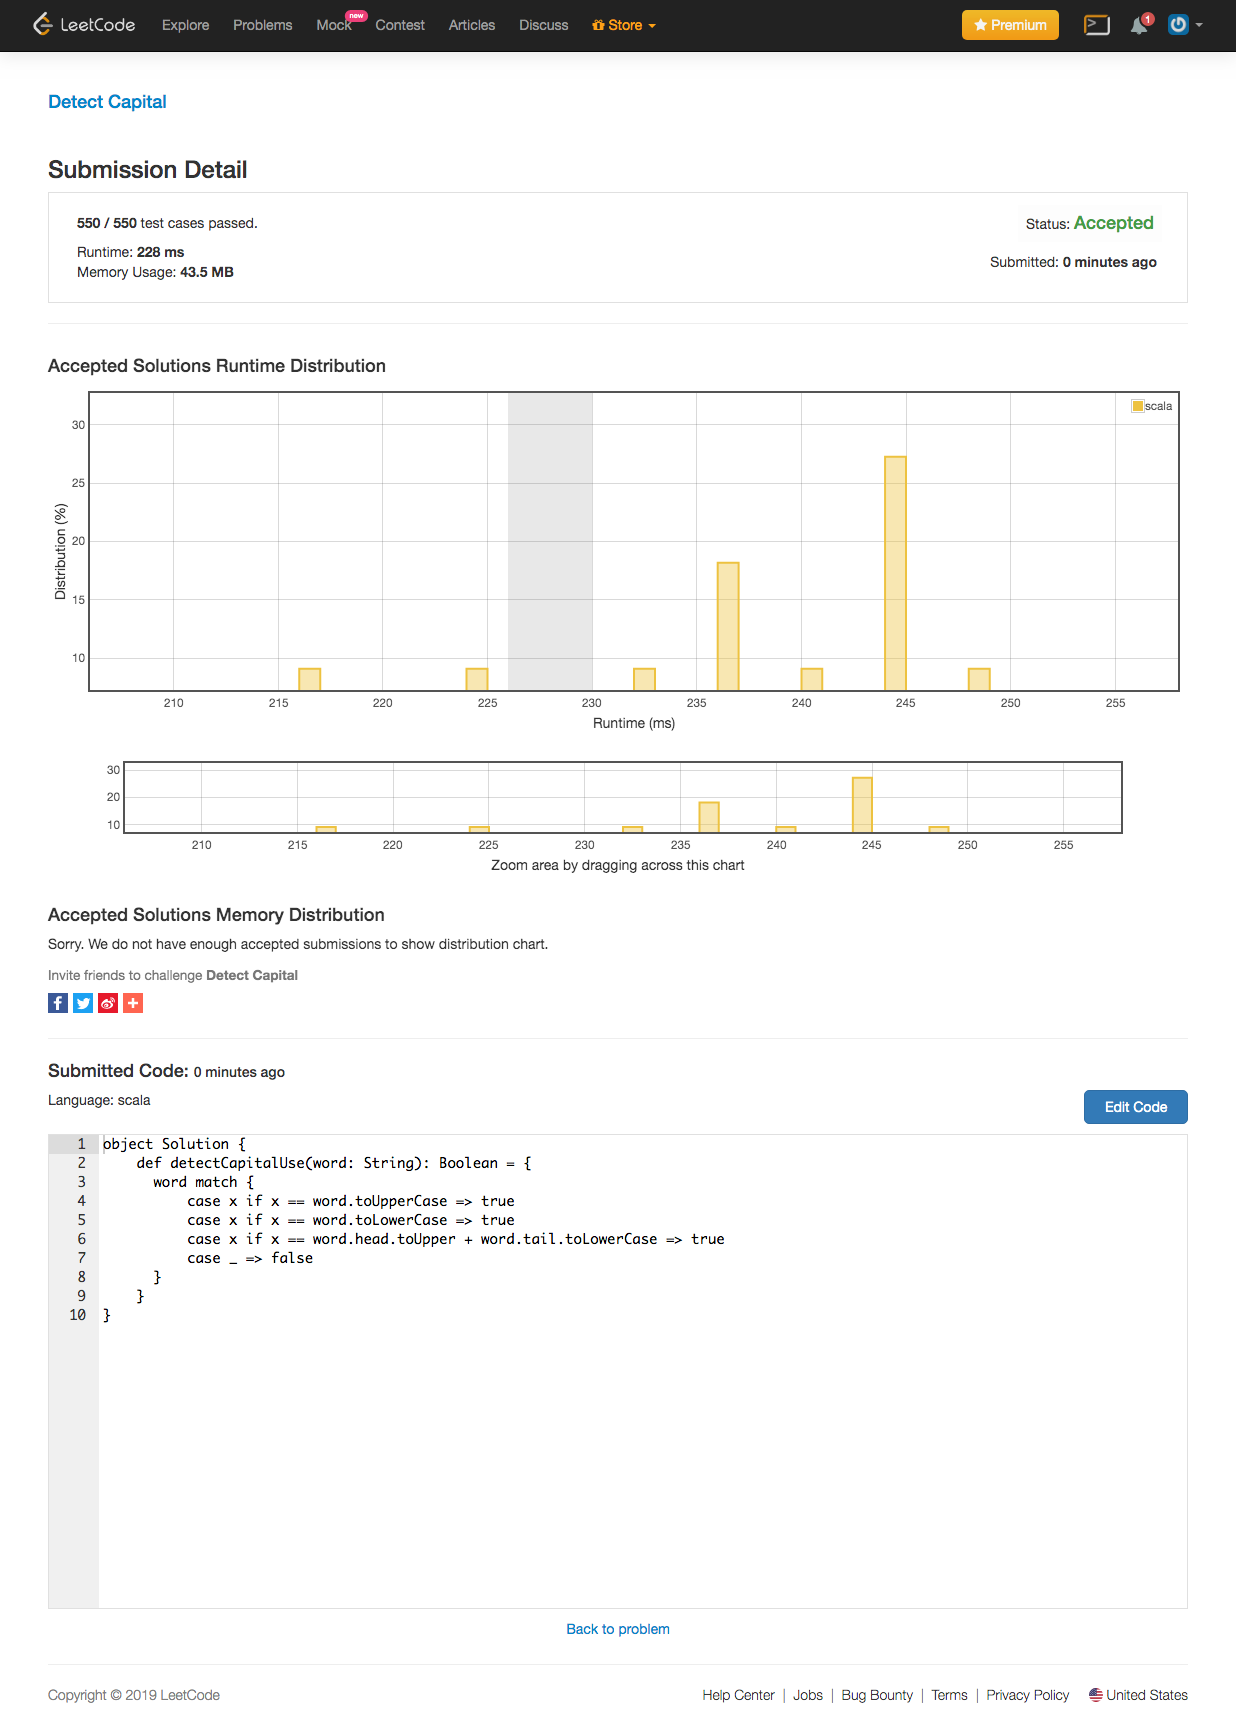 LeetCode Explore Problems Mock new Contest Articles Discuss Store Premium 1
Detect Capital
Submission Detail
550 / 550 test cases passed.
Status: Accepted
Runtime: 228 ms
Submitted: 0 minutes ago
Memory Usage: 43.5 MB
Accepted Solutions Runtime Distribution
scala
30
25
20
15
10
Distribution (%)
210 215 220 225 230 235 240 245 250 255
Runtime (ms)
30
20
10
210 215 220 225 230 235 240 245 250 255
Zoom area by dragging across this chart
Accepted Solutions Memory Distribution
Sorry. We do not have enough accepted submissions to show distribution chart.
Invite friends to challenge Detect Capital
Submitted Code: 0 minutes ago
Language: scala
Edit Code
1 object Solution {
2     def detectCapitalUse(word: String): Boolean = {
3       word match {
4           case x if x == word.toUpperCase => true
5           case x if x == word.toLowerCase => true
6           case x if x == word.head.toUpper + word.tail.toLowerCase => true
7           case _ => false
8       }
9     }
10 }
Back to problem
Copyright © 2019 LeetCode
Help Center | Jobs | Bug Bounty | Terms | Privacy Policy United States